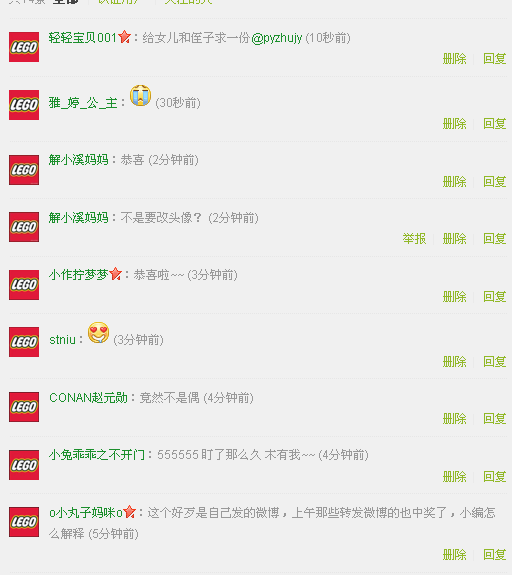 LEGO
轻轻宝贝001：给女儿和侄子求一份@pyzhujy (10秒前)
删除 回复
LEGO
雅_婷_公_主： (30秒前)
删除 回复
LEGO
解小溪妈妈：恭喜 (2分钟前)
删除 回复
LEGO
解小溪妈妈：不是要改头像？ (2分钟前)
举报 删除 回复
LEGO
小作拧梦梦：恭喜啦~~ (3分钟前)
删除 回复
LEGO
stniu： (3分钟前)
删除 回复
LEGO
CONAN赵元勋：竟然不是偶 (4分钟前)
删除 回复
LEGO
小兔乖乖之不开门：555555 盯了那么久 木有我~~ (4分钟前)
删除 回复
LEGO
o小丸子妈咪o：这个好歹是自己发的微博，上午那些转发微博的也中奖了，小编怎
么解释 (5分钟前)
删除 回复